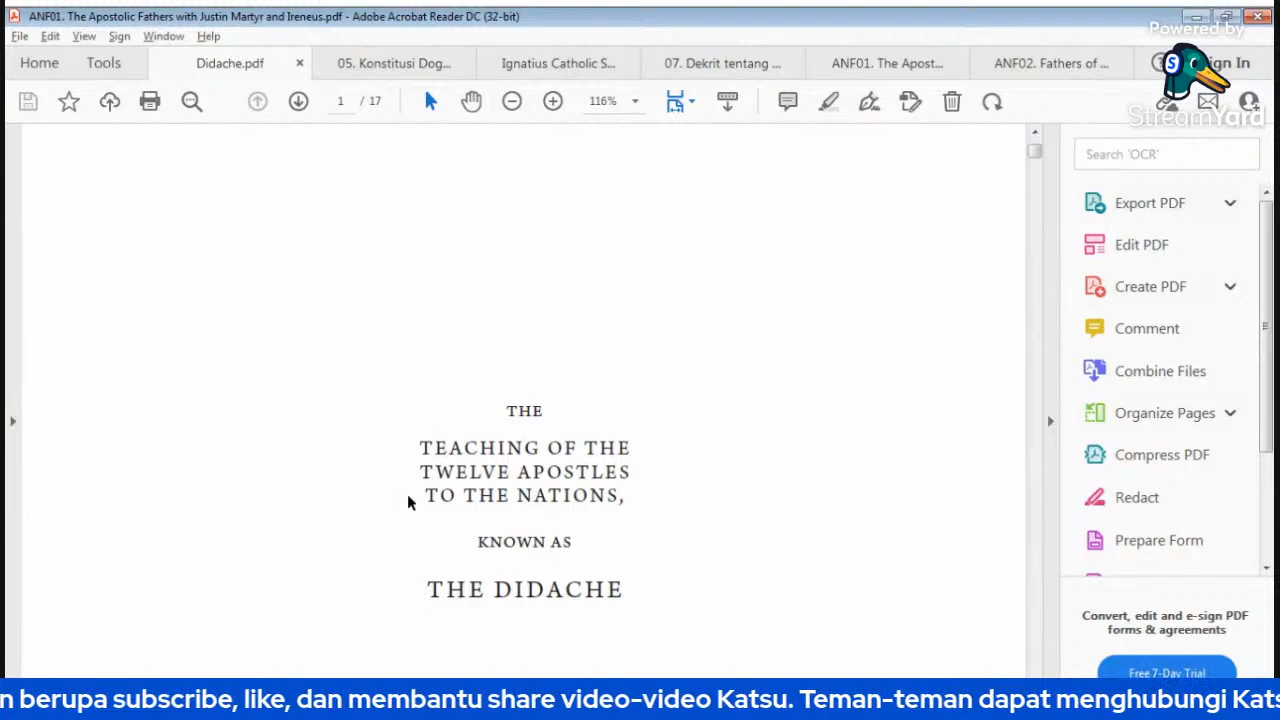 ANF01. The Apostolic Fathers with Justin Martyr and Ireneus.pdf - Adobe Acrobat Reader DC (32-bit)
Powered by
File Edit View Sign Window Help
Home Tools Didache.pdf × 05. Konstitusi Dog... Ignatius Catholic S... 07. Dekrit tentang ... ANF01. The Apost... ANF02. Fathers of ... Sign In
1 / 17 116%
StreamYard
Search 'OCR'
Export PDF
Edit PDF
Create PDF
Comment
Combine Files
Organize Pages
Compress PDF
Redact
Prepare Form
THE
TEACHING OF THE
TWELVE APOSTLES
TO THE NATIONS,
KNOWN AS
THE DIDACHE
Convert, edit and e-sign PDF
forms & agreements
Free 7-Day Trial
n berupa subscribe, like, dan membantu share video-video Katsu. Teman-teman dapat menghubungi Kats